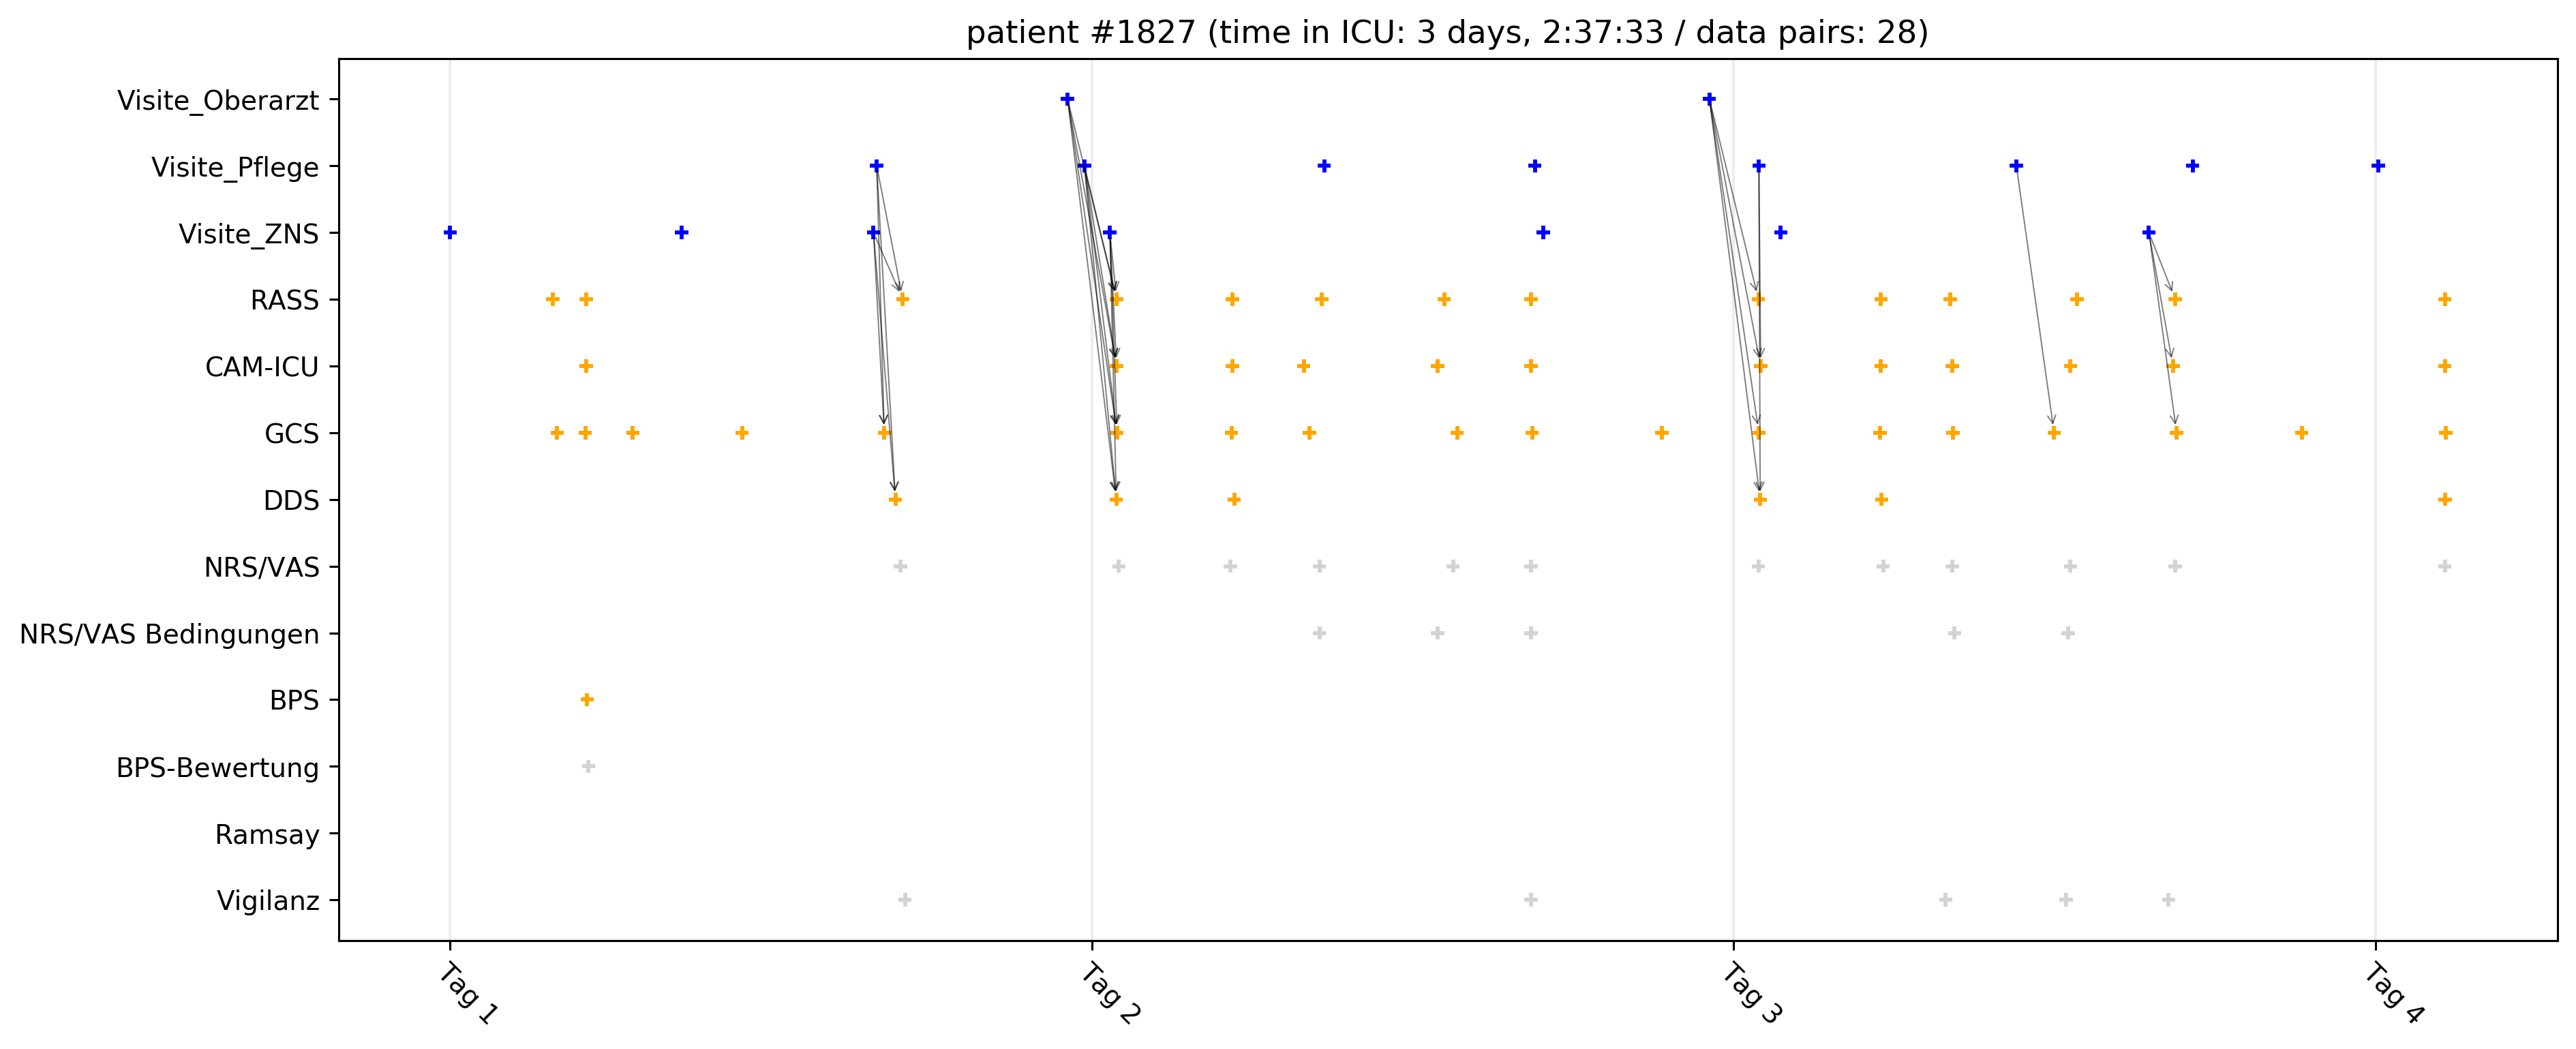 patient #1827 (time in ICU: 3 days, 2:37:33 / data pairs: 28)
Visite_Oberarzt
Visite_Pflege
Visite_ZNS
RASS
CAM-ICU
GCS
DDS
NRS/VAS
NRS/VAS Bedingungen
BPS
BPS-Bewertung
Ramsay
Vigilanz
Tag 1
Tag 2
Tag 3
Tag 4